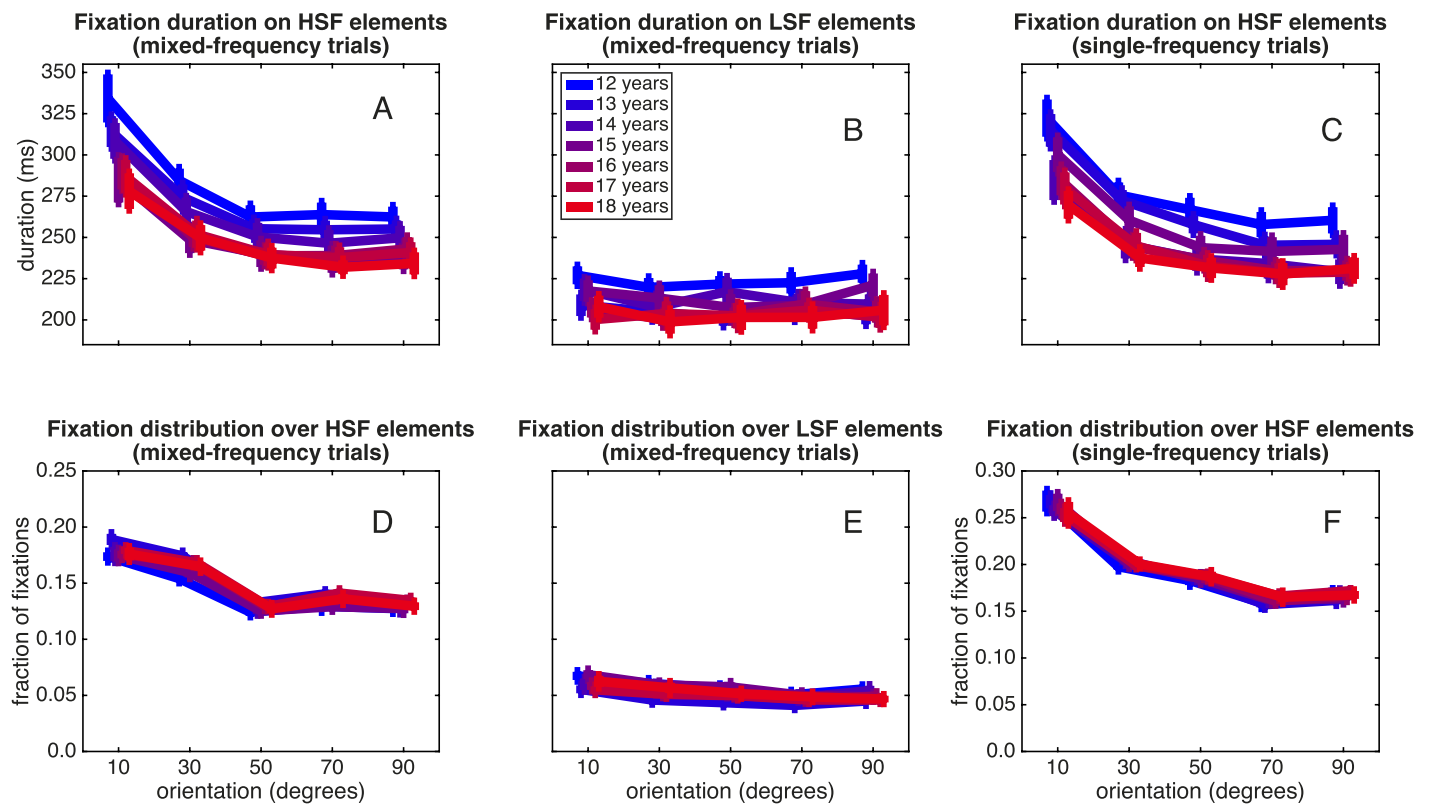 Fixation duration on HSF elements
(mixed-frequency trials)
Fixation duration on LSF elements
(mixed-frequency trials)
Fixation duration on HSF elements
(single-frequency trials)
duration (ms)
350
325
300
275
250
225
200
A
12 years
13 years
14 years
15 years
16 years
17 years
18 years
B
C
Fixation distribution over HSF elements
(mixed-frequency trials)
Fixation distribution over LSF elements
(mixed-frequency trials)
Fixation distribution over HSF elements
(single-frequency trials)
fraction of fixations
0.25
0.20
0.15
0.10
0.05
0.0
D
10 30 50 70 90
orientation (degrees)
E
10 30 50 70 90
orientation (degrees)
fraction of fixations
0.30
0.25
0.20
0.15
0.10
0.05
0.0
F
10 30 50 70 90
orientation (degrees)